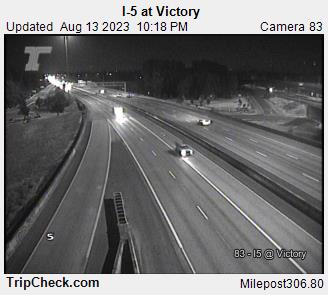 I-5 at Victory
Updated Aug 13 2023 10:18 PM Camera 83
S
83 - I5 @ Victory
TripCheck.com Milepost306.80